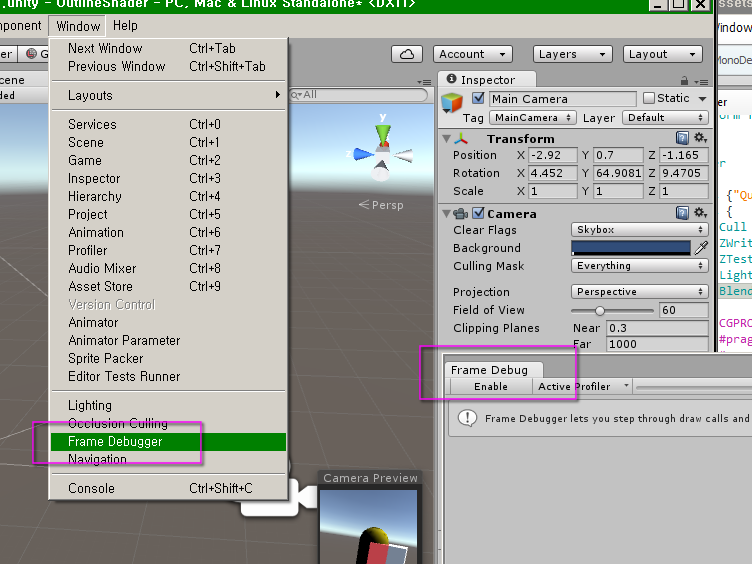 .unity - OutlineShader - PC, Mac & Linux Standalone* <DX11>
ponent Window Help
Account Layers Layout
cene
ded
All
Persp
Next Window Ctrl+Tab
Previous Window Ctrl+Shift+Tab
Layouts
Services Ctrl+0
Scene Ctrl+1
Game Ctrl+2
Inspector Ctrl+3
Hierarchy Ctrl+4
Project Ctrl+5
Animation Ctrl+6
Profiler Ctrl+7
Audio Mixer Ctrl+8
Asset Store Ctrl+9
Version Control
Animator
Animator Parameter
Sprite Packer
Editor Tests Runner
Lighting
Occlusion Culling
Frame Debugger
Navigation
Console Ctrl+Shift+C
y
z
Camera Preview
Inspector
Main Camera Static
Tag MainCamera Layer Default
Transform
Position X -2.92 Y 0.7 Z -1.165
Rotation X 4.452 Y 64.9081 Z 9.4705
Scale X 1 Y 1 Z 1
Camera
Clear Flags Skybox
Background
Culling Mask Everything
Projection Perspective
Field of View 60
Clipping Planes Near 0.3
Far 1000
Frame Debug
Enable Active Profiler
Frame Debugger lets you step through draw calls and
ssets
Window
MonoDe
er
r
{"Qu
{
Cull
ZWrit
ZTest
Light
Blend
CGPRO
#prag